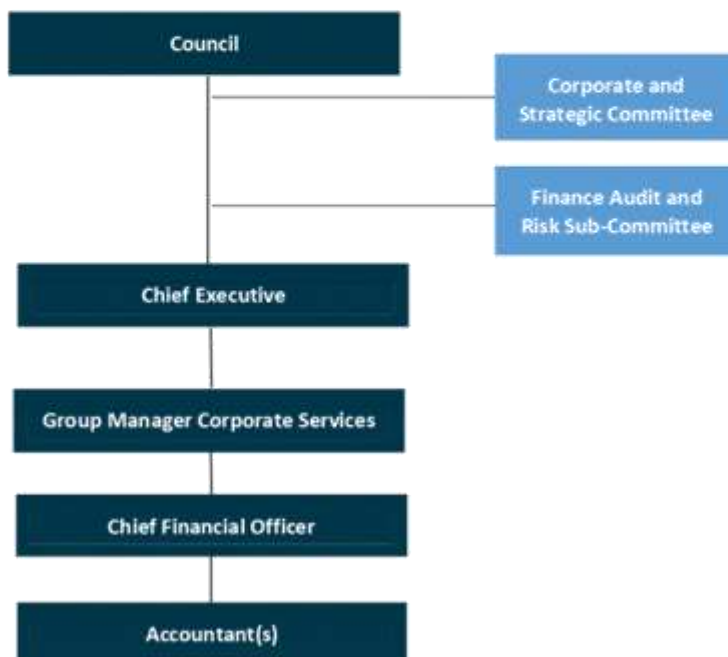 Council
Corporate and
Strategic Committee
Finance Audit and
Risk Sub-Committee
Chief Executive
Group Manager Corporate Services
Chief Financial Officer
Accountant(s)